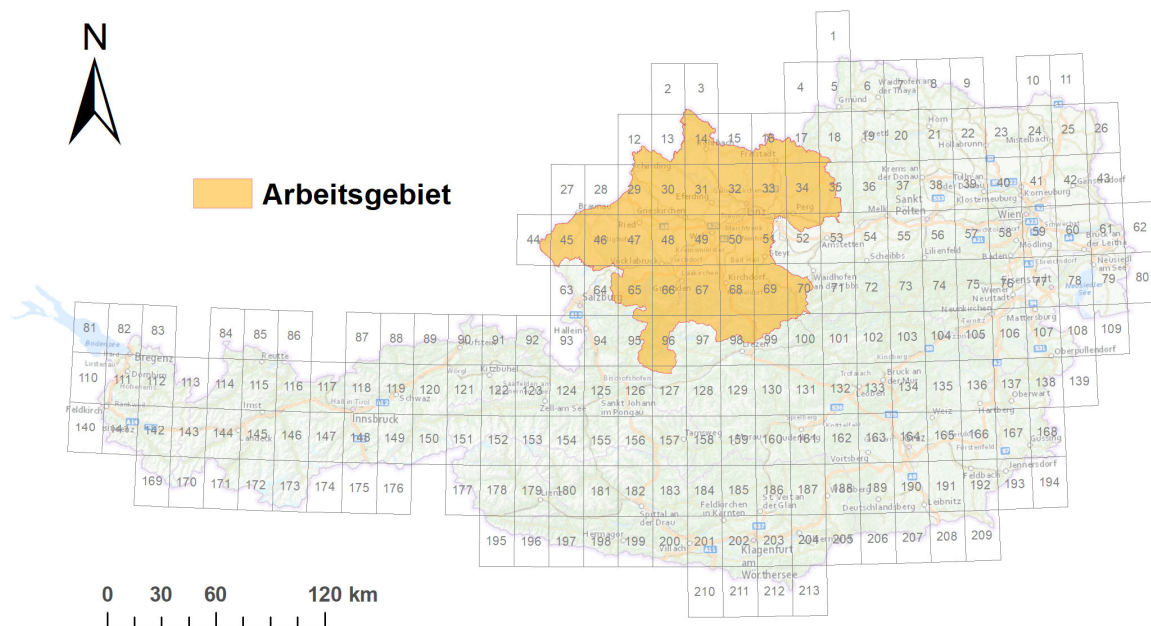 N
Arbeitsgebiet
1
2 3 4 5 6 7 8 9 10 11
Waidhofen an der Thaya
Gmünd
12 13 14 15 16 17 18 19 20 21 22 23 24 25 26
Freistadt
Horn
Hollabrunn
Mistelbach
27 28 29 30 31 32 33 34 35 36 37 38 39 40 41 42 43
Eferding
Linz
Perg
Krems an der Donau
Tulln an der Donau
Korneuburg
Klosterneuburg
Ried
Melk
Sankt Pölten
Wien
44 45 46 47 48 49 50 51 52 53 54 55 56 57 58 59 60 61 62
Vöcklabruck
Steyr
Amstetten
Scheibbs
Lilienfeld
Baden
Mödling
Bruck an der Leitha
Neusiedl am See
63 64 65 66 67 68 69 70 71 72 73 74 75 76 77 78 79 80
Salzburg
Kirchdorf
Waidhofen
Wiener Neustadt
Neunkirchen
Mattersburg
81 82 83 84 85 86 87 88 89 90 91 92 93 94 95 96 97 98 99 100 101 102 103 104 105 106 107 108 109
Bodensee
Bregenz
Dornbirn
Reutte
Kitzbühel
Hallein
Oberpullendorf
110 111 112 113 114 115 116 117 118 119 120 121 122 123 124 125 126 127 128 129 130 131 132 133 134 135 136 137 138 139
Feldkirch
Imst
Hall in Tirol
Schwaz
Innsbruck
Zell am See
Bischofshofen
Sankt Johann im Pongau
Leoben
Bruck an der Mur
Weiz
Hartberg
Oberwart
140 141 142 143 144 145 146 147 148 149 150 151 152 153 154 155 156 157 158 159 160 161 162 163 164 165 166 167 168
Landeck
Tamsweg
Voitsberg
Güssing
169 170 171 172 173 174 175 176 177 178 179 180 181 182 183 184 185 186 187 188 189 190 191 192 193 194
Lienz
Spittal an der Drau
Feldkirchen in Kärnten
St. Veit an der Glan
Deutschlandsberg
Leibnitz
Feldbach
Jennersdorf
195 196 197 198 199 200 201 202 203 204 205 206 207 208 209
Hermagor
Villach
Klagenfurt am Wörthersee
210 211 212 213
0 30 60 120 km